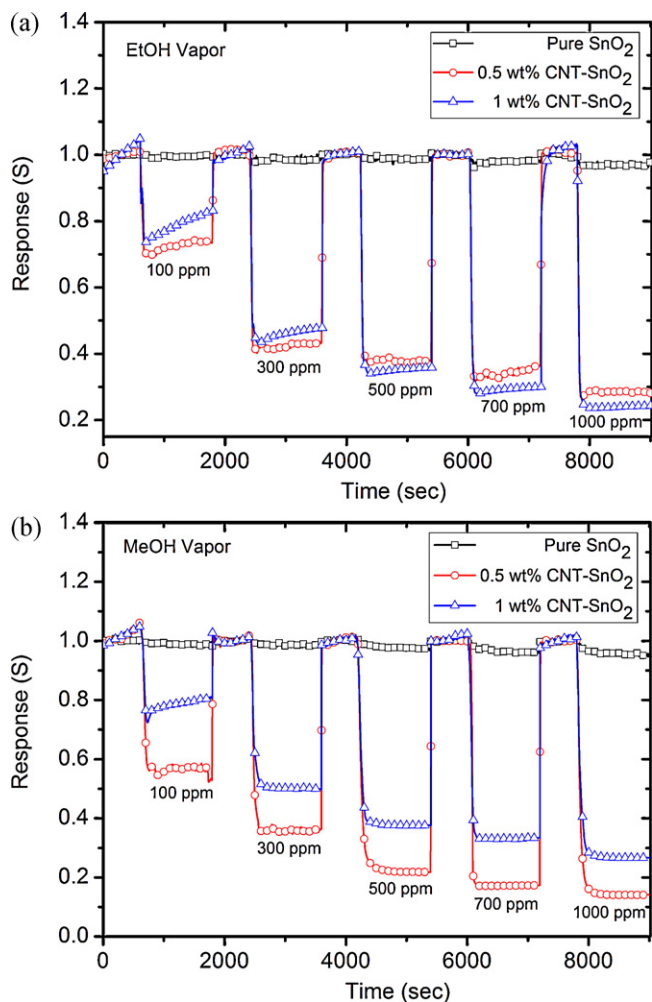 (a)
EtOH Vapor
Pure SnO₂
0.5 wt% CNT-SnO₂
1 wt% CNT-SnO₂
1.4
1.2
1.0
0.8
0.6
0.4
0.2
Response (S)
100 ppm
300 ppm
500 ppm
700 ppm
1000 ppm
0 2000 4000 6000 8000
Time (sec)
(b)
MeOH Vapor
Pure SnO₂
0.5 wt% CNT-SnO₂
1 wt% CNT-SnO₂
1.4
1.2
1.0
0.8
0.6
0.4
0.2
0.0
Response (S)
100 ppm
300 ppm
500 ppm
700 ppm
1000 ppm
0 2000 4000 6000 8000
Time (sec)